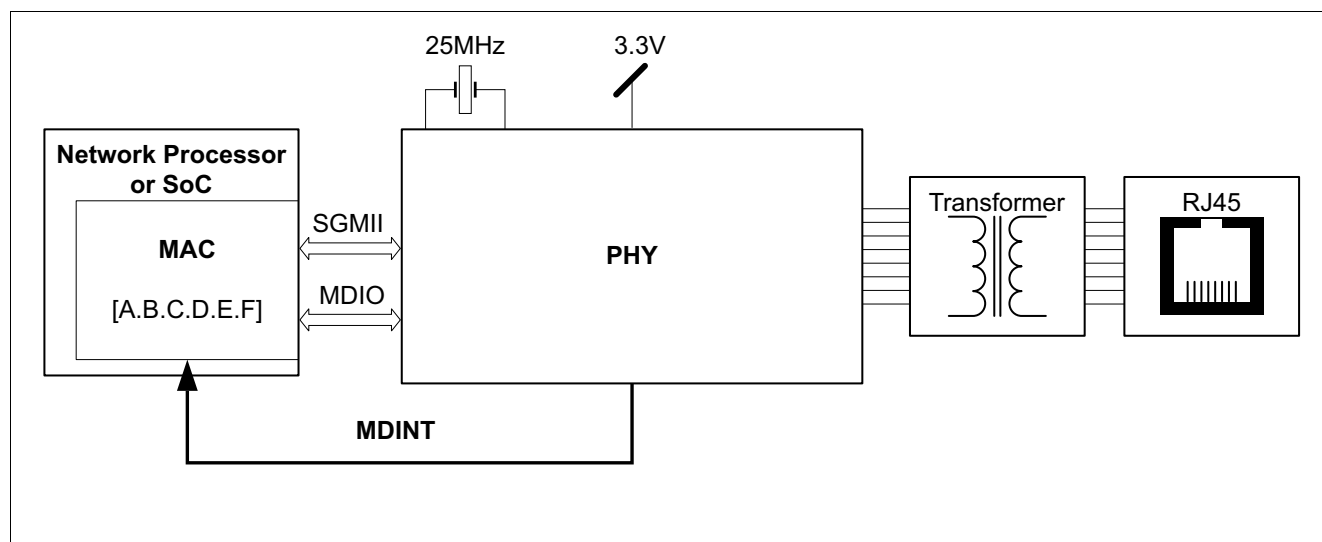 25MHz
3.3V
Network Processor
or SoC
MAC
[A.B.C.D.E.F]
SGMII
MDIO
PHY
Transformer
RJ45
MDINT